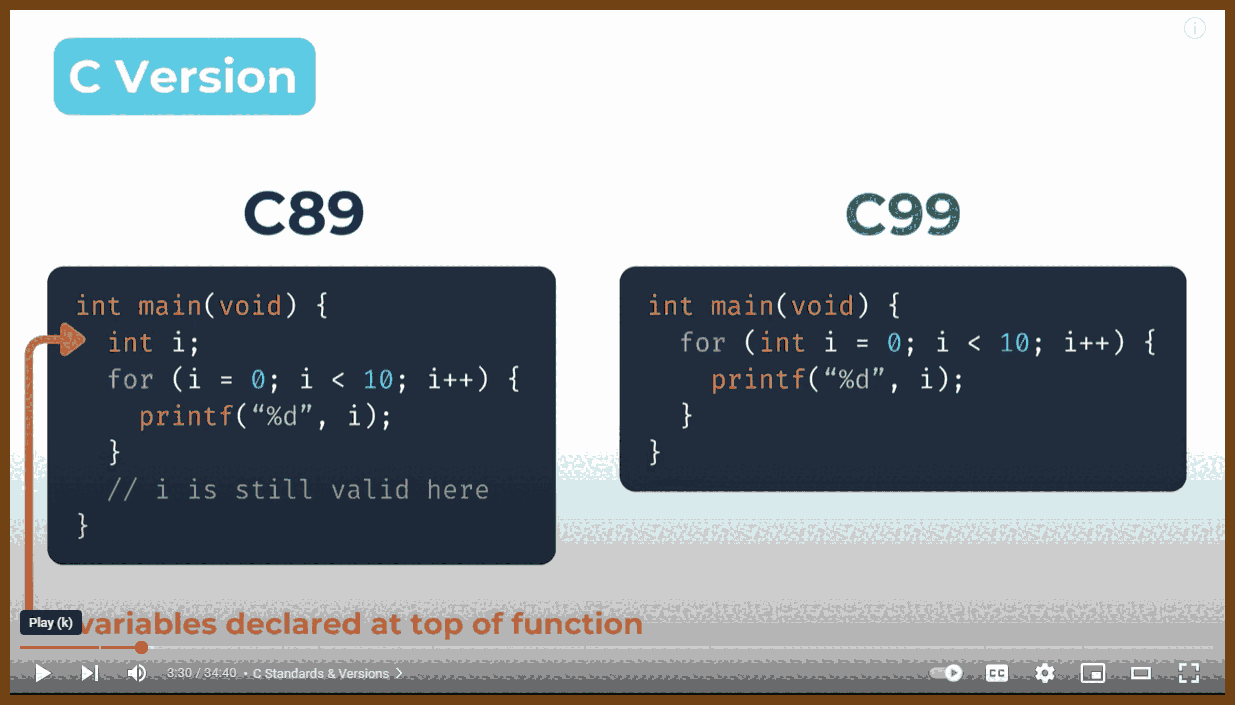 C Version
C89
int main(void) {
int i;
for (i = 0; i < 10; i++) {
printf(“%d”, i);
}
// i is still valid here
}
C99
int main(void) {
for (int i = 0; i < 10; i++) {
printf(“%d”, i);
}
}
variables declared at top of function
Play (k)
3:30 / 34:40 • C Standards & Versions
CC